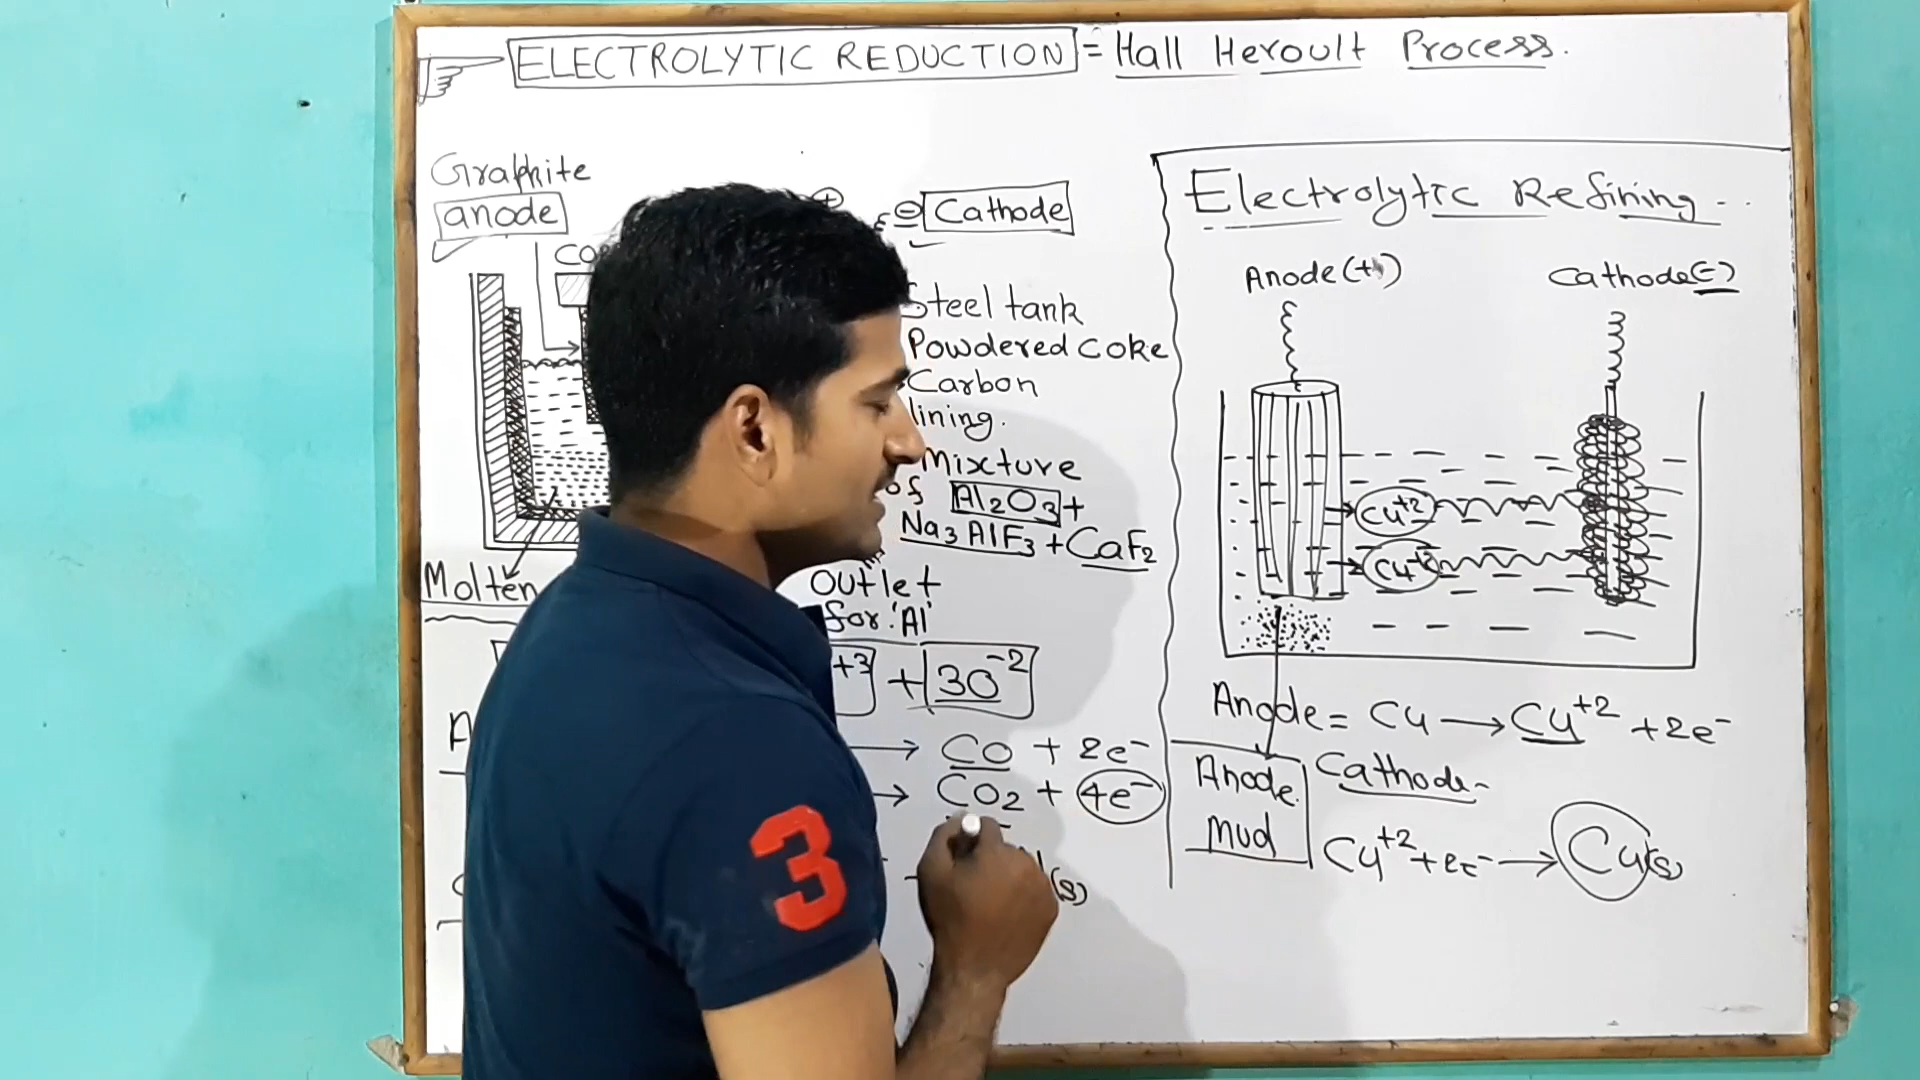 ELECTROLYTIC REDUCTION = Hall Heroult Process.
Graphite
anode
⊖ Cathode
Steel tank
Powdered coke
Carbon
lining.
Mixture
of Al2O3 +
Na3AlF3 + CaF2
Molten
Outlet
for 'Al'
+3 + 3O-2
→ CO + 2e-
→ CO2 + 4e-
(s)
3
Electrolytic Refining..
Anode (+)
Cathode (-)
Cu+2
Cu+2
Anode = Cu → Cu+2 + 2e-
Anode
mud
Cathode-
Cu+2 + 2e- → Cu(s)